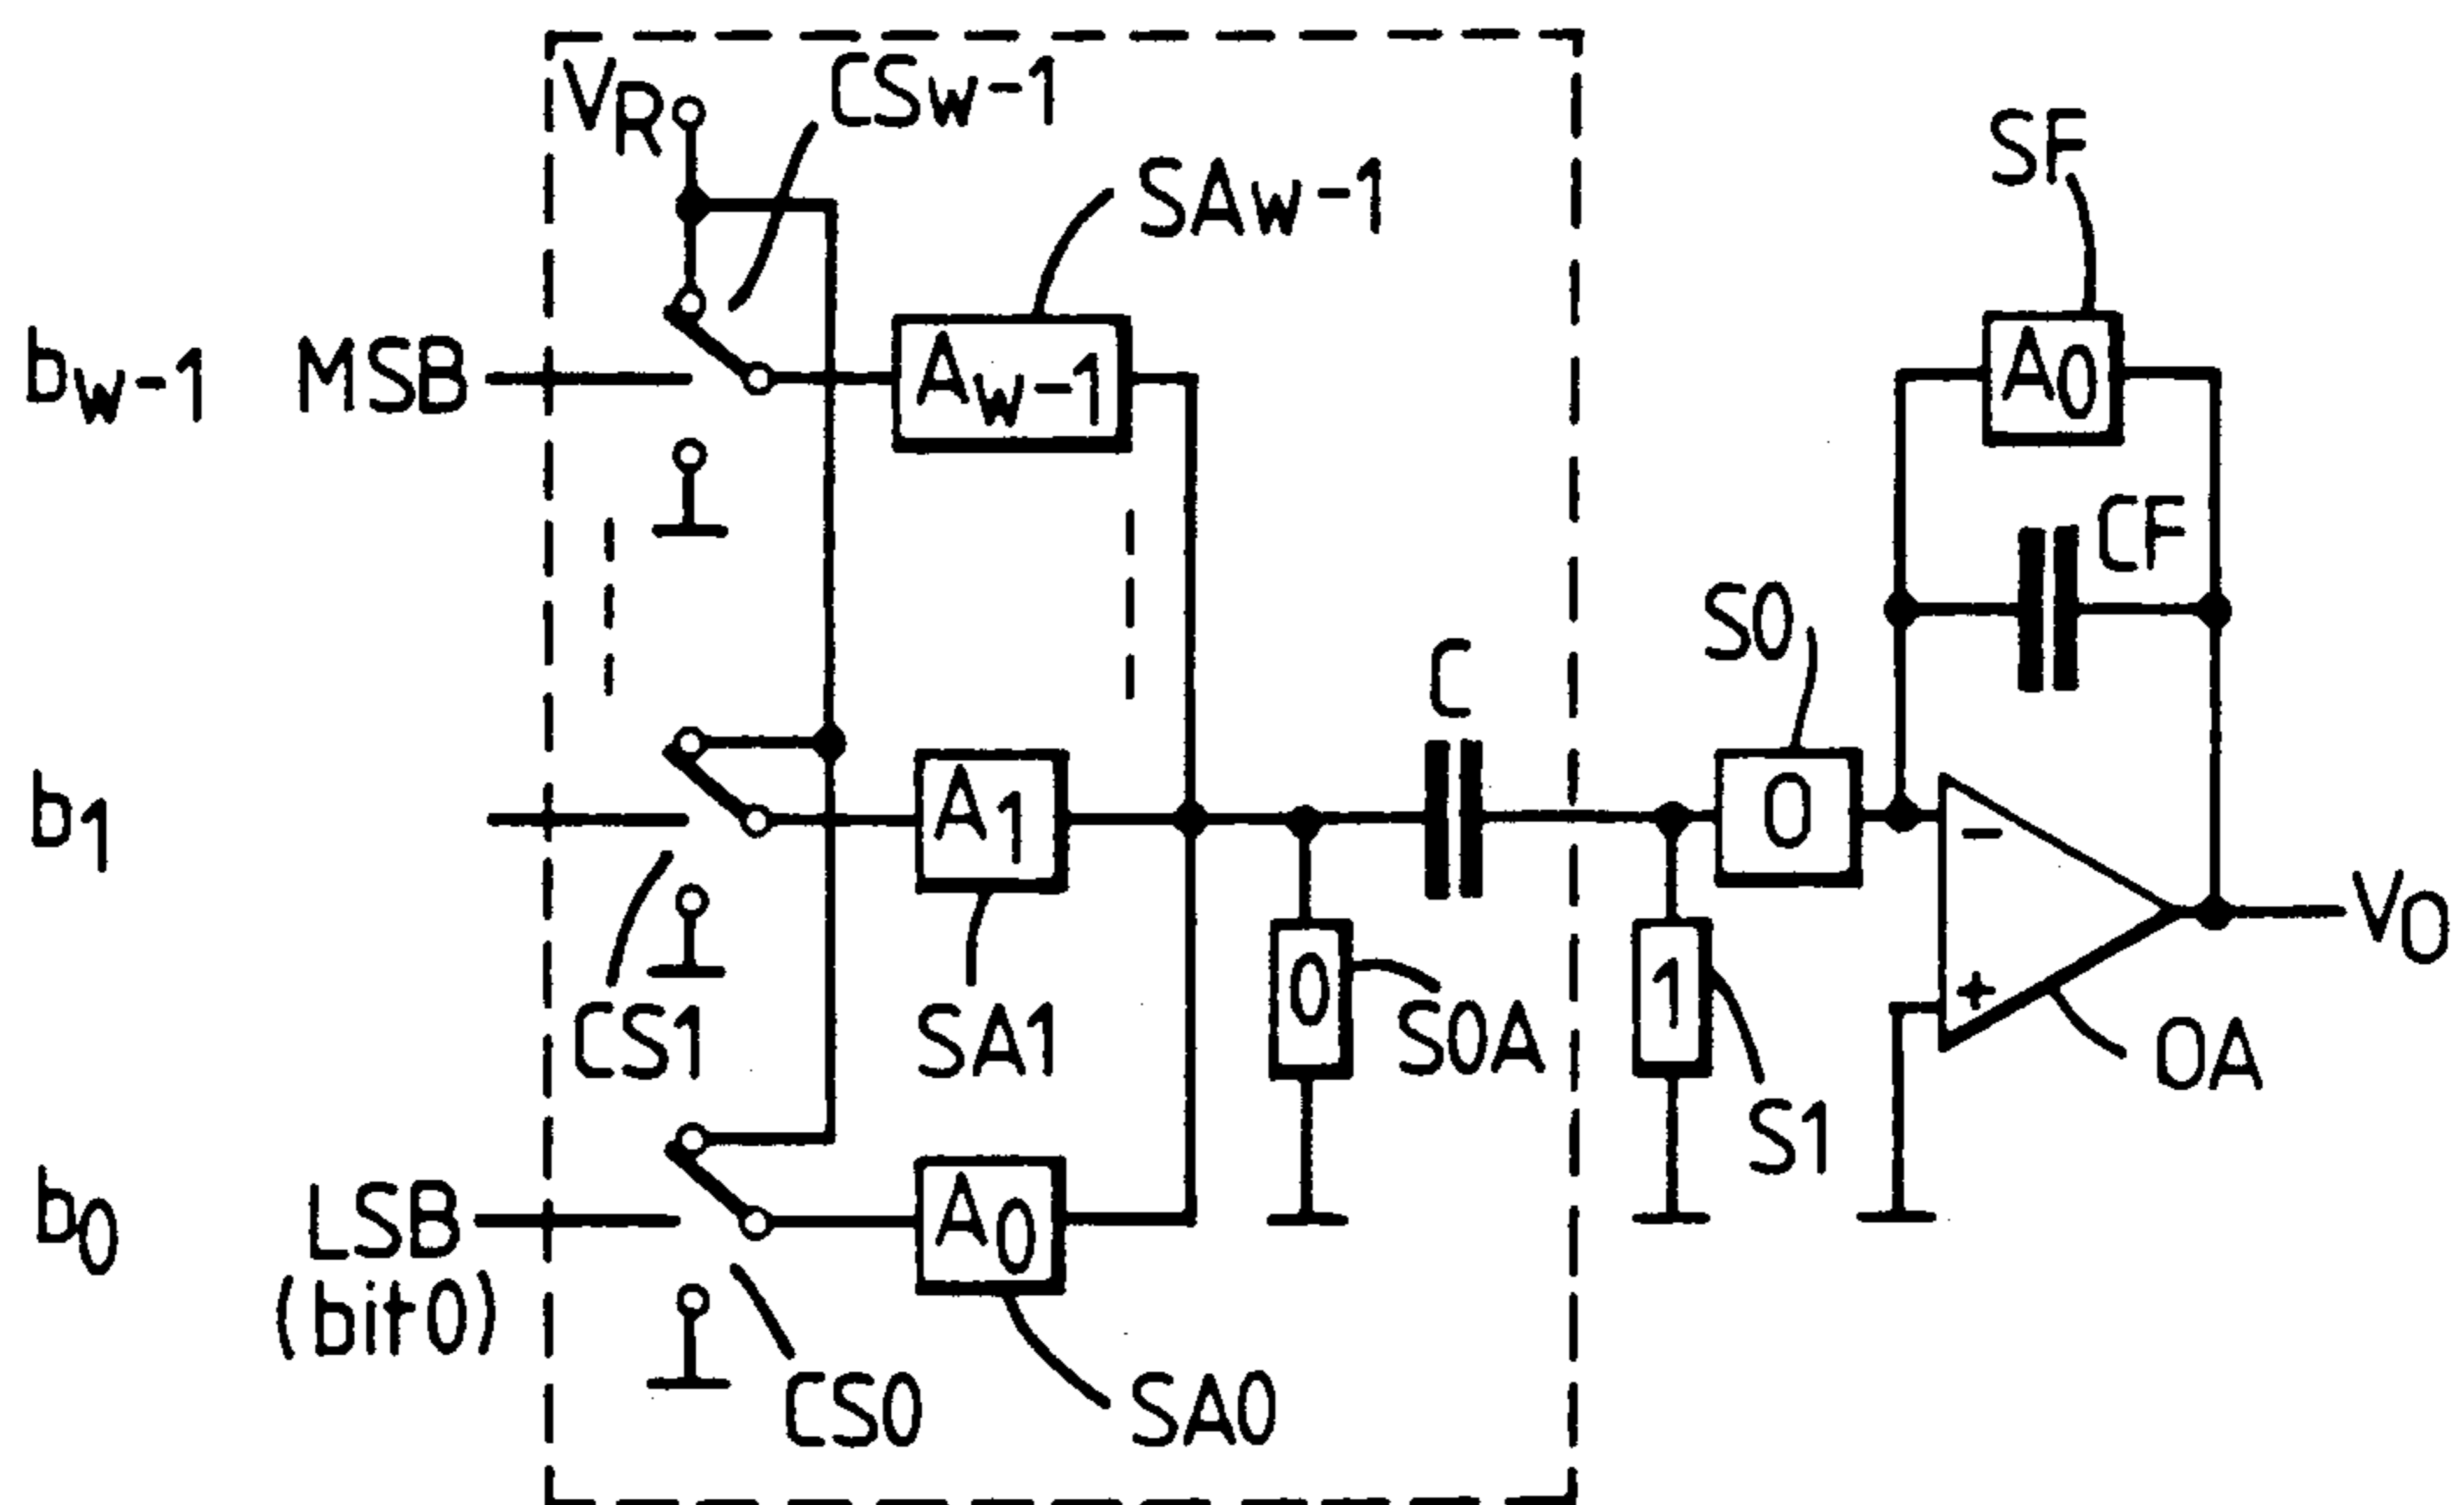 VR
CSW-1
SAW-1
SF
bW-1 MSB
AW-1
A0
CF
S0
C
b1
A1
0
-
VO
0
1
+
CS1
SA1
S0A
OA
S1
b0 LSB
(bit0)
A0
CS0
SA0